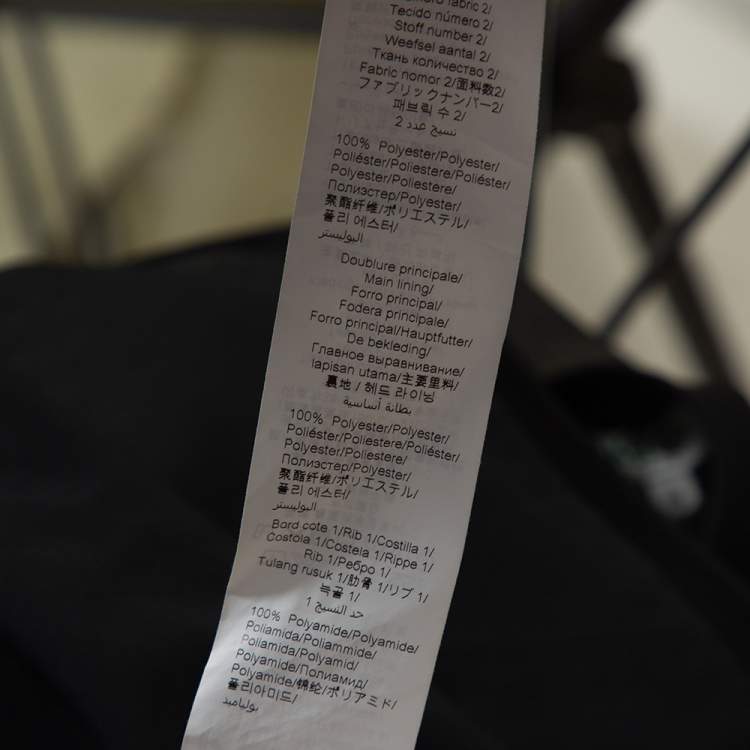 fabric 2/
Tecido número 2/
Stoff number 2/
Weefsel aantal 2/
Ткань количество 2/
Fabric nomor 2/面料数2/
ファブリックナンバー2/
패브릭 수 2/
نسيج عدد 2
100% Polyester/Polyester/
Poliéster/Poliestere/Poliéster/
Polyester/Poliestere/
Полиэстер/Polyester/
聚酯纤维/ポリエステル/
폴리 에스터/
البوليستر
Doublure principale/
Main lining/
Forro principal/
Fodera principale/
Forro principal/Hauptfutter/
De bekleding/
Главное выравнивание/
lapisan utama/主要里料/
裏地 / 헤드 라이닝
بطانة أساسية
100% Polyester/Polyester/
Poliéster/Poliestere/Poliéster/
Polyester/Poliestere/
Полиэстер/Polyester/
聚酯纤维/ポリエステル/
폴리 에스터/
البوليستر
Bord cote 1/Rib 1/Costilla 1/
Costola 1/Costela 1/Rippe 1/
Rib 1/Ребро 1/
Tulang rusuk 1/肋骨 1/リブ 1/
늑골 1/
حد النسيج 1
100% Polyamide/Polyamide/
Poliamida/Poliammide/
Poliamida/Polyamid/
Polyamide/Полиамид/
Polyamide/锦纶/ポリアミド/
폴리아미드/
بولياميد